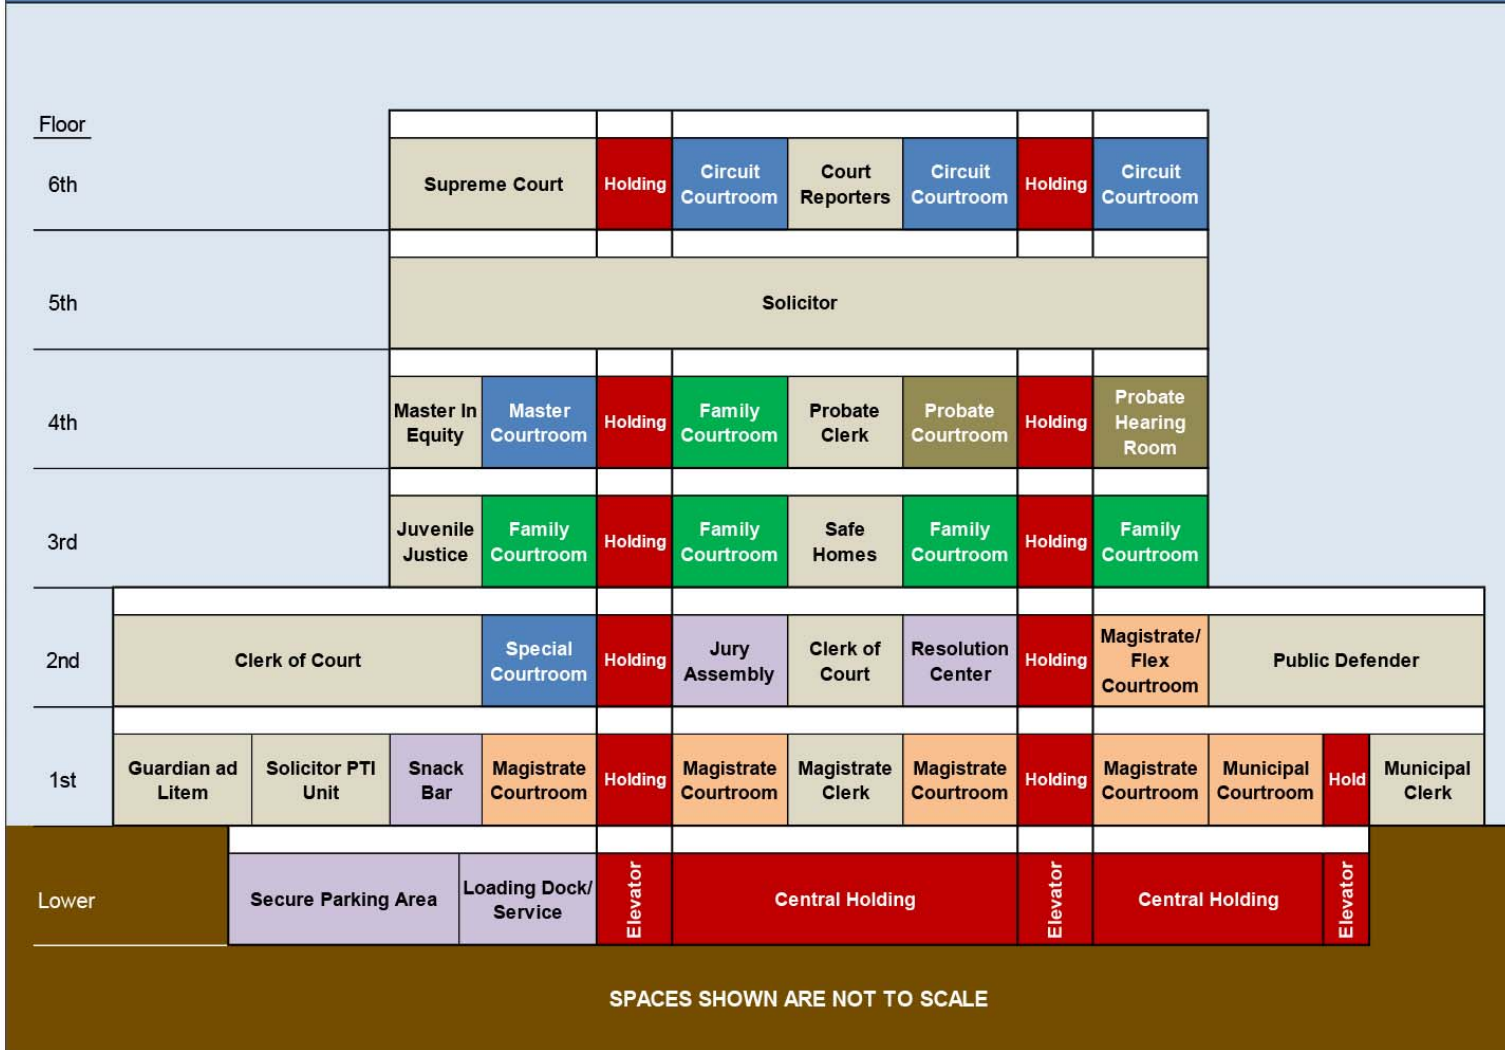 Floor
6th
Supreme Court
Holding
Circuit
Courtroom
Court
Reporters
Circuit
Courtroom
Holding
Circuit
Courtroom
5th
Solicitor
4th
Master In
Equity
Master
Courtroom
Holding
Family
Courtroom
Probate
Clerk
Probate
Courtroom
Holding
Probate
Hearing
Room
3rd
Juvenile
Justice
Family
Courtroom
Holding
Family
Courtroom
Safe
Homes
Family
Courtroom
Holding
Family
Courtroom
2nd
Clerk of Court
Special
Courtroom
Holding
Jury
Assembly
Clerk of
Court
Resolution
Center
Holding
Magistrate/
Flex
Courtroom
Public Defender
1st
Guardian ad
Litem
Solicitor PTI
Unit
Snack
Bar
Magistrate
Courtroom
Holding
Magistrate
Courtroom
Magistrate
Clerk
Magistrate
Courtroom
Holding
Magistrate
Courtroom
Municipal
Courtroom
Hold
Municipal
Clerk
Lower
Secure Parking Area
Loading Dock/
Service
Elevator
Central Holding
Elevator
Central Holding
Elevator
SPACES SHOWN ARE NOT TO SCALE